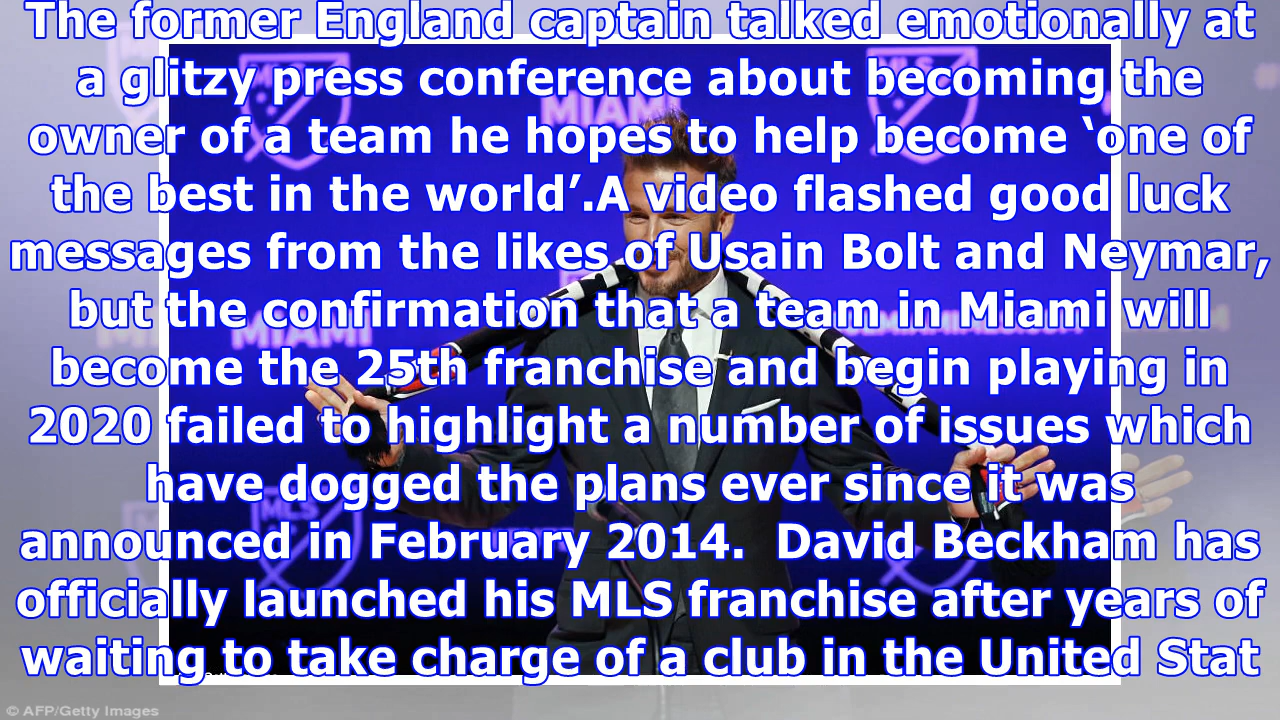 The former England captain talked emotionally at
a glitzy press conference about becoming the
owner of a team he hopes to help become ‘one of
the best in the world’.A video flashed good luck
messages from the likes of Usain Bolt and Neymar,
but the confirmation that a team in Miami will
become the 25th franchise and begin playing in
2020 failed to highlight a number of issues which
have dogged the plans ever since it was
announced in February 2014.  David Beckham has
officially launched his MLS franchise after years of
waiting to take charge of a club in the United Stat
MLS
MLS
MIAMI
MIAMI
MLS
© AFP/Getty Images